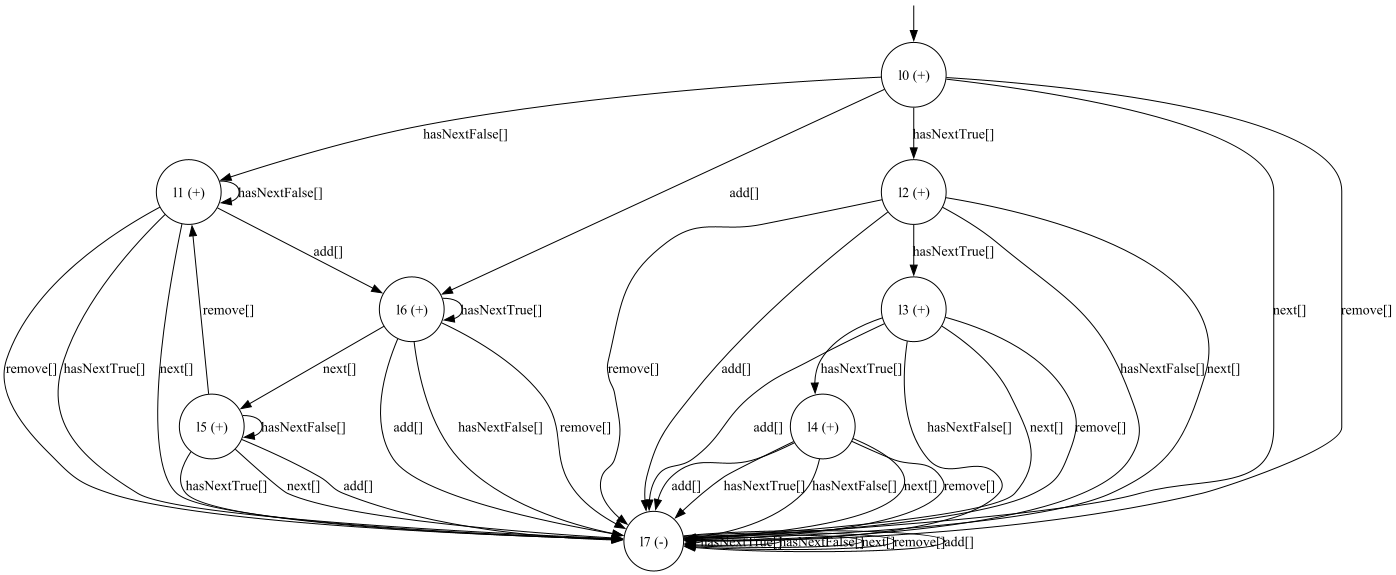 l0 (+)
hasNextFalse[]
hasNextTrue[]
l1 (+)
hasNextFalse[]
add[]
l2 (+)
add[]
hasNextTrue[]
l6 (+)
hasNextTrue[]
remove[]
l3 (+)
next[]
remove[]
remove[]
hasNextTrue[]
next[]
next[]
remove[]
add[]
hasNextTrue[]
hasNextFalse[]
next[]
l5 (+)
hasNextFalse[]
add[]
hasNextFalse[]
remove[]
add[]
l4 (+)
hasNextFalse[]
next[]
remove[]
hasNextTrue[]
next[]
add[]
add[]
hasNextTrue[]
hasNextFalse[]
next[]
remove[]
l7 (-)
hasNextTrue[]
hasNextFalse[]
next[]
remove[]
add[]